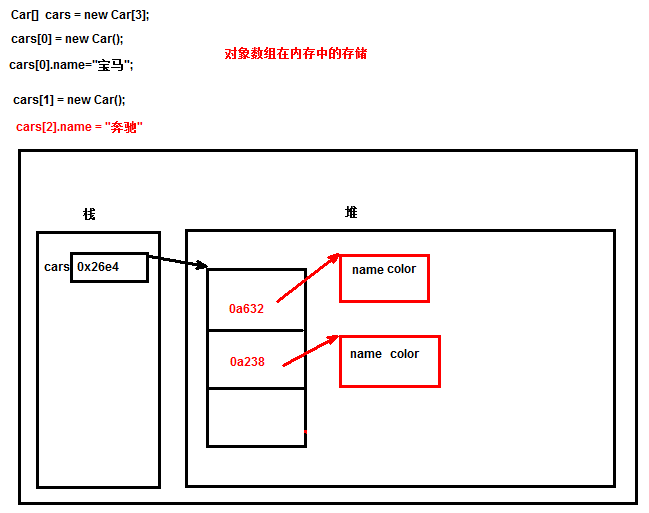 Car[]  cars = new Car[3];
cars[0] = new Car();
对象数组在内存中的存储
cars[0].name="宝马";
cars[1] = new Car();
cars[2].name = "奔驰"
栈
堆
cars 0x26e4
name color
0a632
name color
0a238